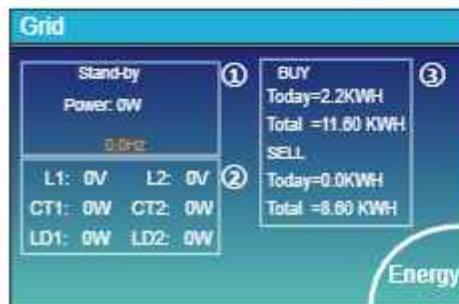 Grid
Stand-by
①
Power: 0W
0.0Hz
L1: 0V L2: 0V
②
CT1: 0W CT2: 0W
LD1: 0W LD2: 0W
BUY
③
Today=2.2KWH
Total =11.60 KWH
SELL
Today=0.0KWH
Total =8.60 KWH
Energy